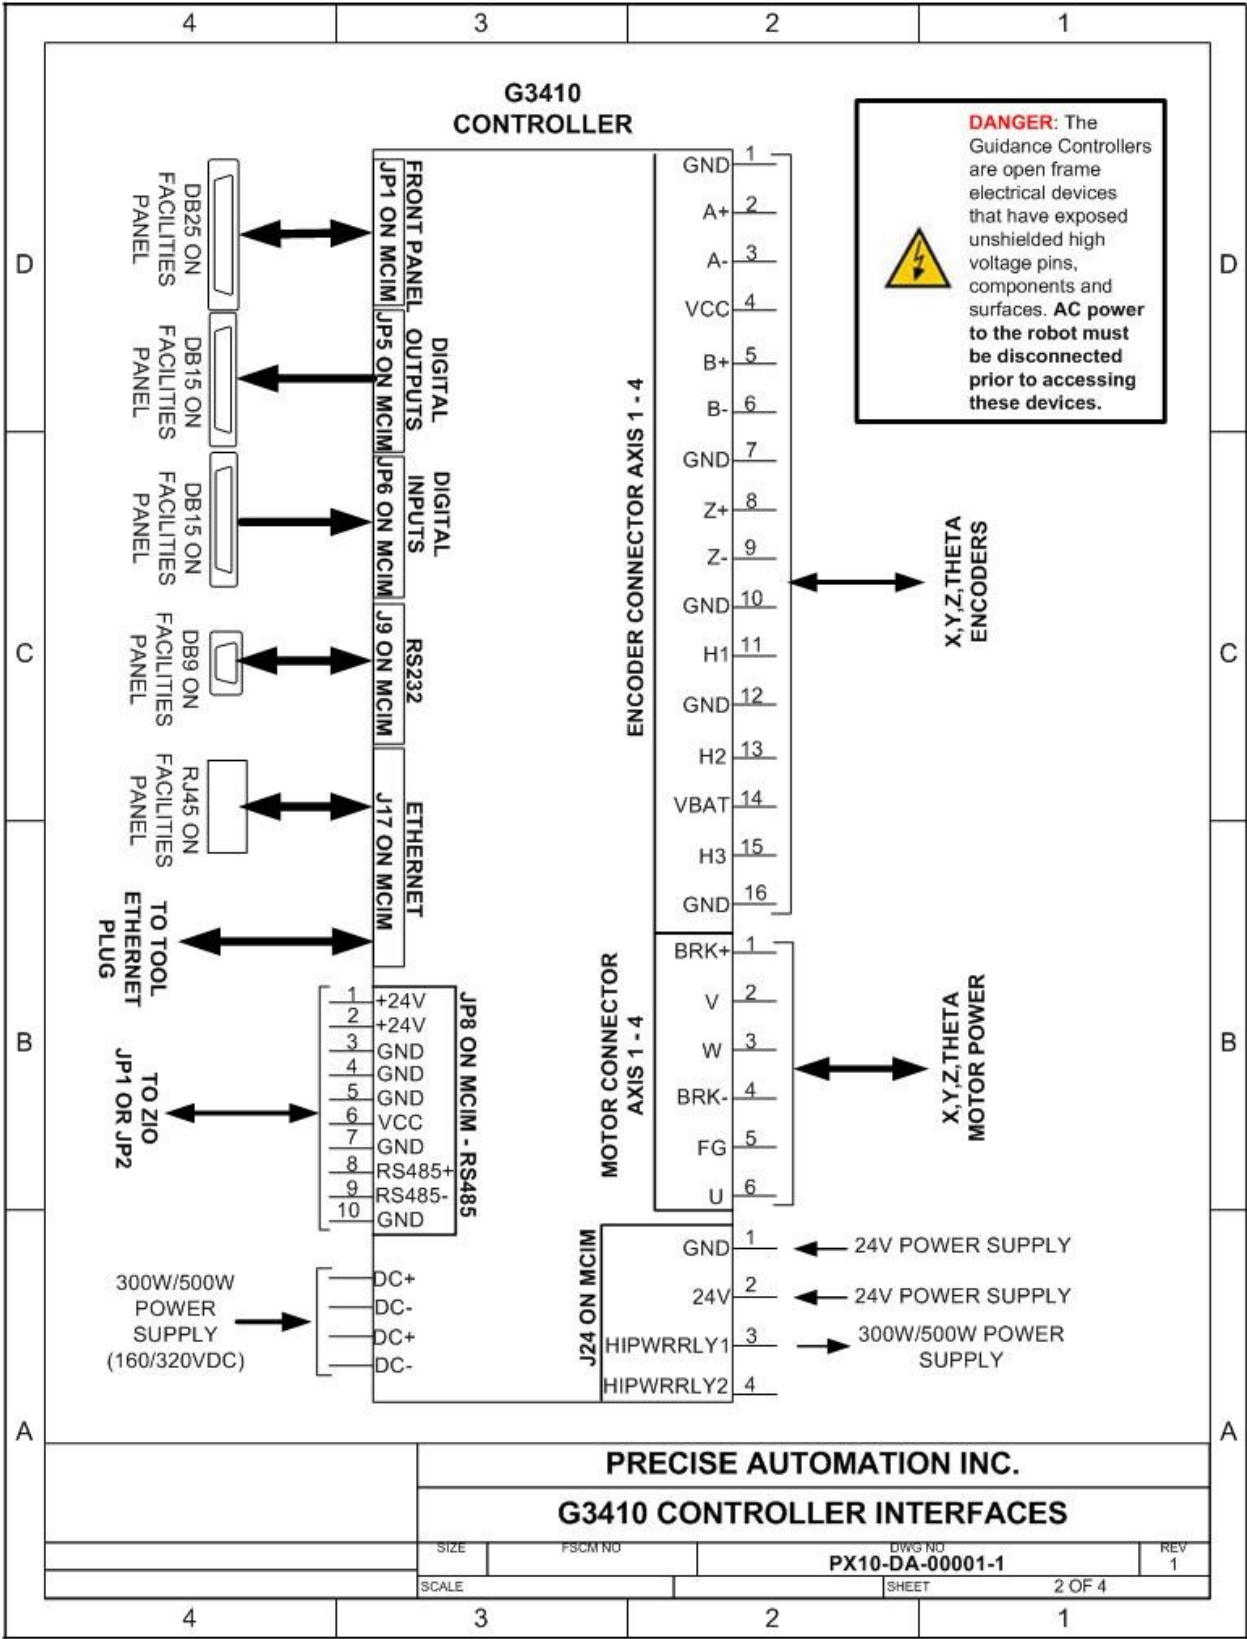 4
3
2
1
D
C
B
A
D
C
B
A
G3410
CONTROLLER
DB25 ON
FACILITIES
PANEL
FRONT PANEL
JP1 ON MCIM
DB15 ON
FACILITIES
PANEL
DIGITAL
OUTPUTS
JP5 ON MCIM
DB15 ON
FACILITIES
PANEL
DIGITAL
INPUTS
JP6 ON MCIM
DB9 ON
FACILITIES
PANEL
RS232
J9 ON MCIM
RJ45 ON
FACILITIES
PANEL
ETHERNET
J17 ON MCIM
TO TOOL
ETHERNET
PLUG
TO ZIO
JP1 OR JP2
1 +24V
2 +24V
3 GND
4 GND
5 GND
6 VCC
7 GND
8 RS485+
9 RS485-
10 GND
JP8 ON MCIM - RS485
300W/500W
POWER
SUPPLY
(160/320VDC)
DC+
DC-
DC+
DC-
ENCODER CONNECTOR AXIS 1 - 4
GND 1
A+ 2
A- 3
VCC 4
B+ 5
B- 6
GND 7
Z+ 8
Z- 9
GND 10
H1 11
GND 12
H2 13
VBAT 14
H3 15
GND 16
X,Y,Z,THETA
ENCODERS
MOTOR CONNECTOR
AXIS 1 - 4
BRK+ 1
V 2
W 3
BRK- 4
FG 5
U 6
X,Y,Z,THETA
MOTOR POWER
J24 ON MCIM
GND 1 24V POWER SUPPLY
24V 2 24V POWER SUPPLY
HIPWRRLY1 3 300W/500W POWER
SUPPLY
HIPWRRLY2 4
DANGER: The
Guidance Controllers
are open frame
electrical devices
that have exposed
unshielded high
voltage pins,
components and
surfaces. AC power
to the robot must
be disconnected
prior to accessing
these devices.
PRECISE AUTOMATION INC.
G3410 CONTROLLER INTERFACES
SIZE
FSCM NO
DWG NO
PX10-DA-00001-1
REV
1
SCALE
SHEET
2 OF 4
4
3
2
1